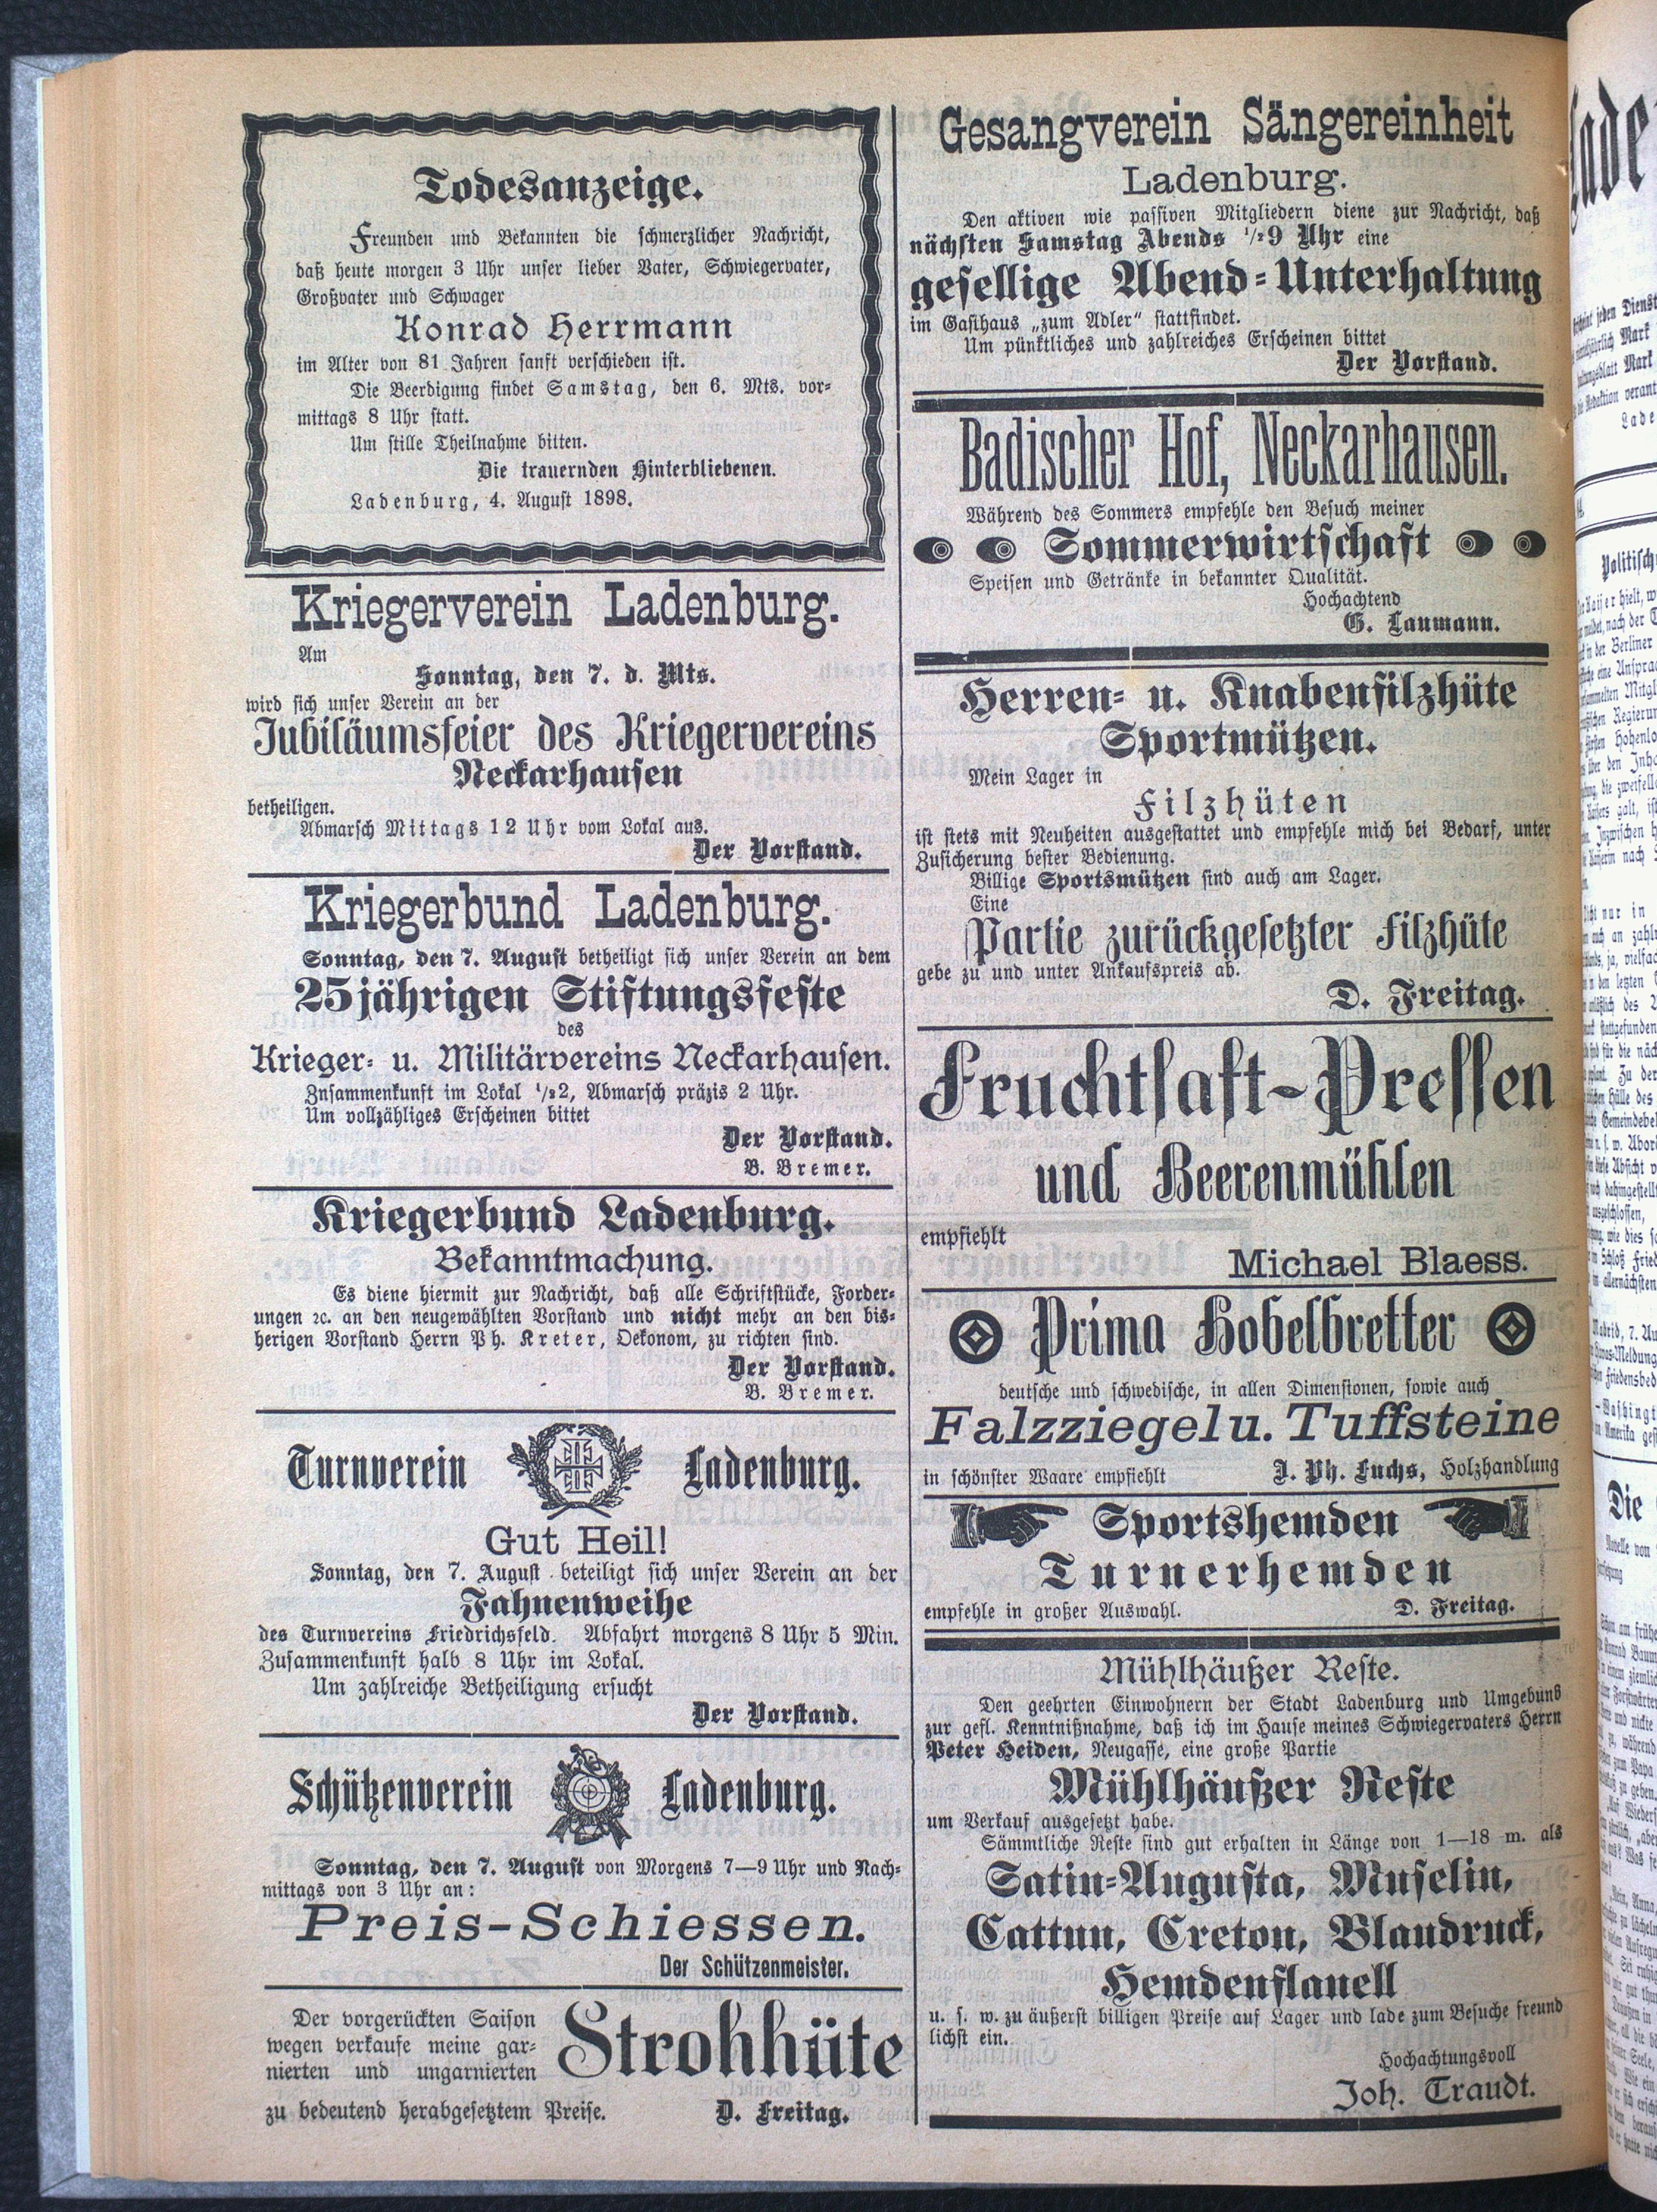 Todesanzeige.
Freunden und Bekannten die schmerzlicher Nachricht,
daß heute morgen 3 Uhr unser lieber Vater, Schwiegervater,
Großvater und Schwager
Konrad Herrmann
im Alter von 81 Jahren sanft verschieden ist.
Die Beerdigung findet Samstag, den 6. Mts. vor=
mittags 8 Uhr statt.
Um stille Theilnahme bitten.
Die trauernden Hinterbliebenen.
Ladenburg, 4. August 1898.
Kriegerverein Ladenburg.
Am
Sonntag, den 7. d. Mts.
wird sich unser Verein an der
Jubiläumsfeier des Kriegervereins
Neckarhausen
betheiligen.
Abmarsch Mittags 12 Uhr vom Lokal aus.
Der Vorstand.
Kriegerbund Ladenburg.
Sonntag, den 7. August betheiligt sich unser Verein an dem
25jährigen Stiftungsfeste
des
Krieger= u. Militärvereins Neckarhausen.
Zusammenkunft im Lokal 1/2 2, Abmarsch präzis 2 Uhr.
Um vollzähliges Erscheinen bittet
Der Vorstand.
B. Bremer.
Kriegerbund Ladenburg.
Bekanntmachung.
Es diene hiermit zur Nachricht, daß alle Schriftstücke, Forder=
ungen ꝛc. an den neugewählten Vorstand und nicht mehr an den bis=
herigen Vorstand Herrn Ph. Kreter, Oekonom, zu richten sind.
Der Vorstand.
B. Bremer.
Turnverein Ladenburg.
Gut Heil!
Sonntag, den 7. August beteiligt sich unser Verein an der
Fahnenweihe
des Turnvereins Friedrichsfeld. Abfahrt morgens 8 Uhr 5 Min.
Zusammenkunft halb 8 Uhr im Lokal.
Um zahlreiche Betheiligung ersucht
Der Vorstand.
Schützenverein Ladenburg.
Sonntag, den 7. August von Morgens 7—9 Uhr und Nach=
mittags von 3 Uhr an:
Preis-Schiessen.
Der Schützenmeister.
Der vorgerückten Saison
wegen verkaufe meine gar=
nierten und ungarnierten
Strohhüte
zu bedeutend herabgesetztem Preise. D. Freitag.
Gesangverein Sängereinheit
Ladenburg.
Den aktiven wie passiven Mitgliedern diene zur Nachricht, daß
nächsten Samstag Abends 1/2 9 Uhr eine
gesellige Abend=Unterhaltung
im Gasthaus „zum Adler“ stattfindet.
Um pünktliches und zahlreiches Erscheinen bittet
Der Vorstand.
Badischer Hof, Neckarhausen.
Während des Sommers empfehle den Besuch meiner
Sommerwirtschaft
Speisen und Getränke in bekannter Qualität.
Hochachtend
G. Laumann.
Herren= u. Knabenfilzhüte
Sportmützen.
Mein Lager in
Filzhüten
ist stets mit Neuheiten ausgestattet und empfehle mich bei Bedarf, unter
Zusicherung bester Bedienung.
Billige Sportsmützen sind auch am Lager.
Eine
Partie zurückgesetzter Filzhüte
gebe zu und unter Ankaufspreis ab.
D. Freitag.
Fruchtsaft-Pressen
und Beerenmühlen
empfiehlt
Michael Blaess.
Prima Hobelbretter
deutsche und schwedische, in allen Dimensionen, sowie auch
Falzziegel u. Tuffsteine
in schönster Waare empfiehlt J. Ph. Fuchs, Holzhandlung
Sportshemden
Turnerhemden
empfehle in großer Auswahl. D. Freitag.
Mühlhäußer Reste.
Den geehrten Einwohnern der Stadt Ladenburg und Umgebund
zur gefl. Kenntnißnahme, daß ich im Hause meines Schwiegervaters Herrn
Peter Heiden, Neugasse, eine große Partie
Mühlhäußer Reste
um Verkauf ausgesetzt habe.
Sämmtliche Reste sind gut erhalten in Länge von 1—18 m. als
Satin=Augusta, Muselin,
Cattun, Creton, Blaudruck,
Hemdenflanell
u. s. w. zu äußerst billigen Preise auf Lager und lade zum Besuche freund
lichst ein.
Hochachtungsvoll
Joh. Traudt.